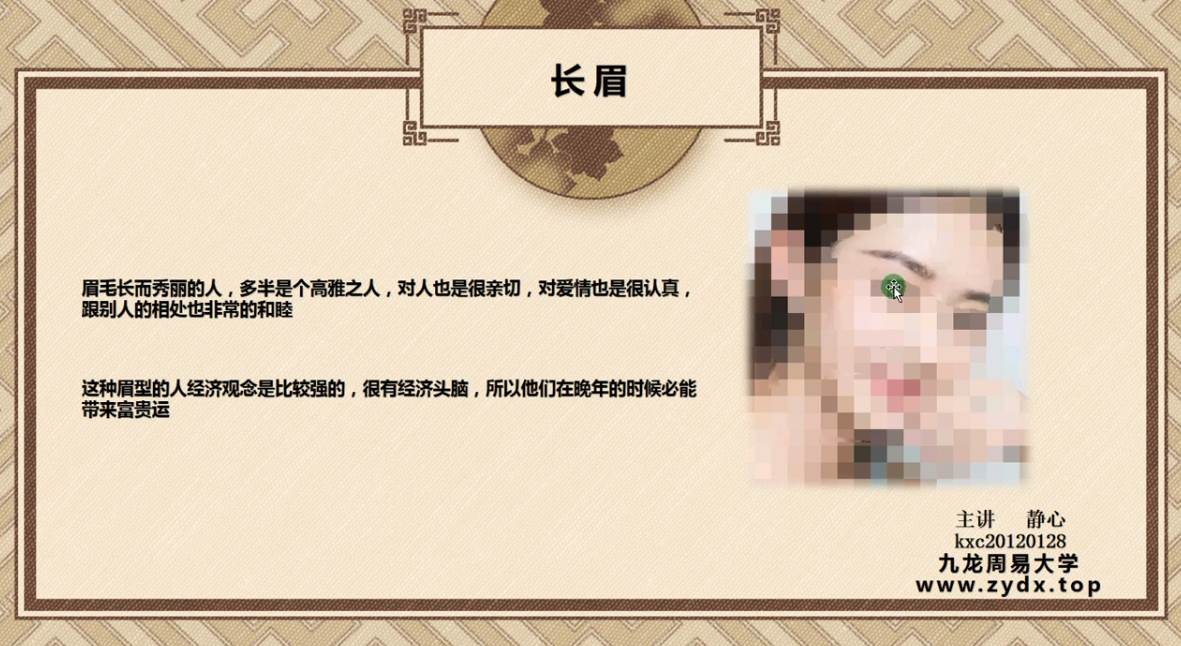 长眉
眉毛长而秀丽的人，多半是个高雅之人，对人也是很亲切，对爱情也是很认真，
跟别人的相处也非常的和睦
这种眉型的人经济观念是比较强的，很有经济头脑，所以他们在晚年的时候必能
带来富贵运
主讲 静心
kxc20120128
九龙周易大学
www.zydx.top